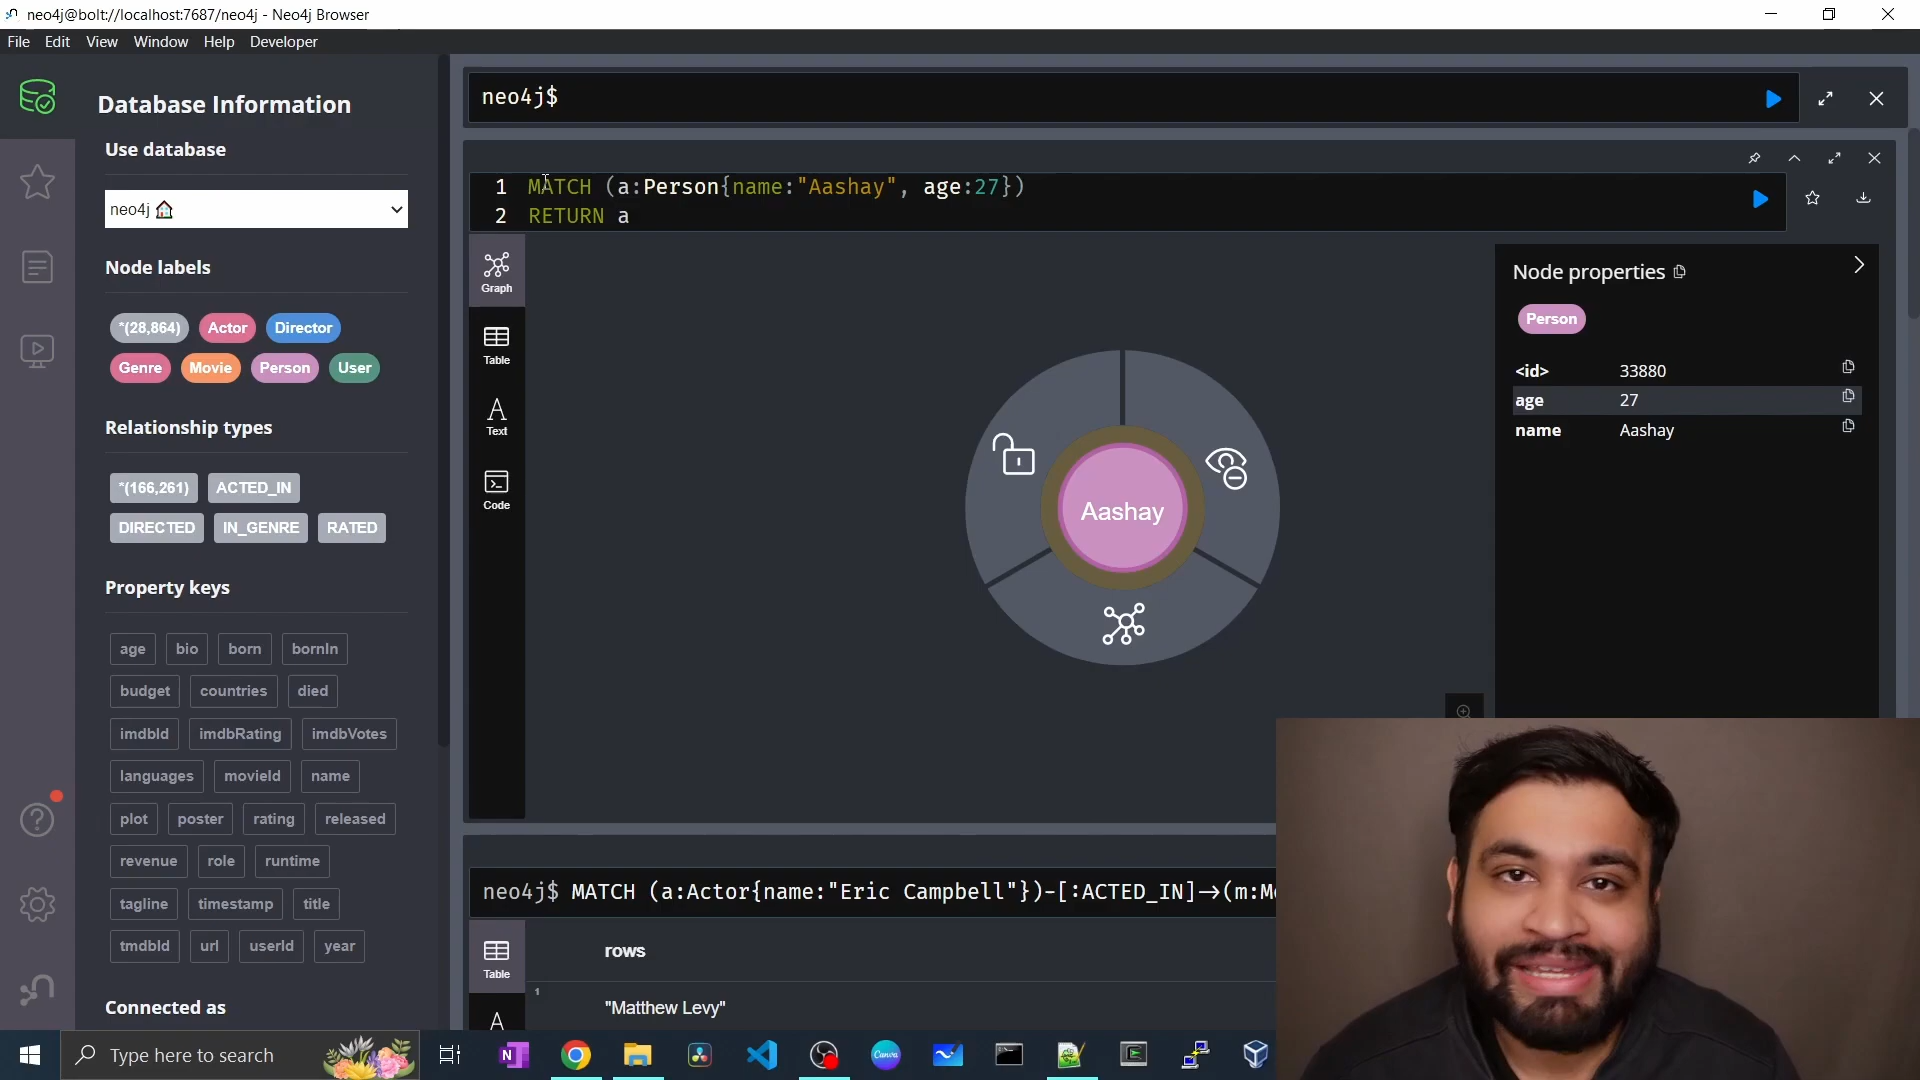 neo4j@bolt://localhost:7687/neo4j - Neo4j Browser
File Edit View Window Help Developer
Database Information
Use database
neo4j
Node labels
*(28,864) Actor Director
Genre Movie Person User
Relationship types
*(166,261) ACTED_IN
DIRECTED IN_GENRE RATED
Property keys
age bio born bornIn
budget countries died
imdbId imdbRating imdbVotes
languages movieId name
plot poster rating released
revenue role runtime
tagline timestamp title
tmdbId url userId year
Connected as
neo4j$
1 MATCH (a:Person{name:"Aashay", age:27})
2 RETURN a
Graph
Table
Text
Code
Aashay
Node properties
Person
<id> 33880
age 27
name Aashay
neo4j$ MATCH (a:Actor{name:"Eric Campbell"})-[:ACTED_IN]→(m:M
Table
rows
1
"Matthew Levy"
A
Type here to search
N
Canva